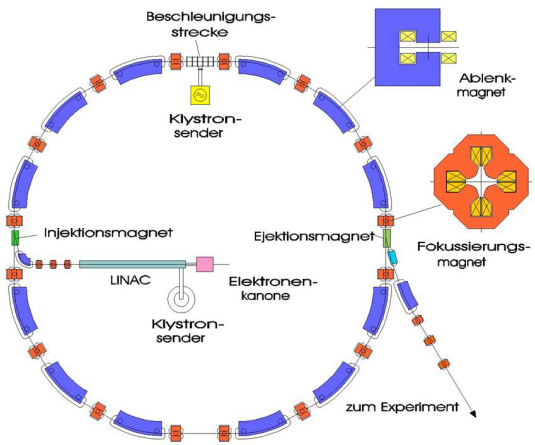 Beschleunigungs-
strecke
Klystron-
sender
Ablenk-
magnet
Injektionsmagnet
Ejektionsmagnet
Fokussierungs-
magnet
LINAC
Elektronen-
kanone
Klystron-
sender
zum Experiment